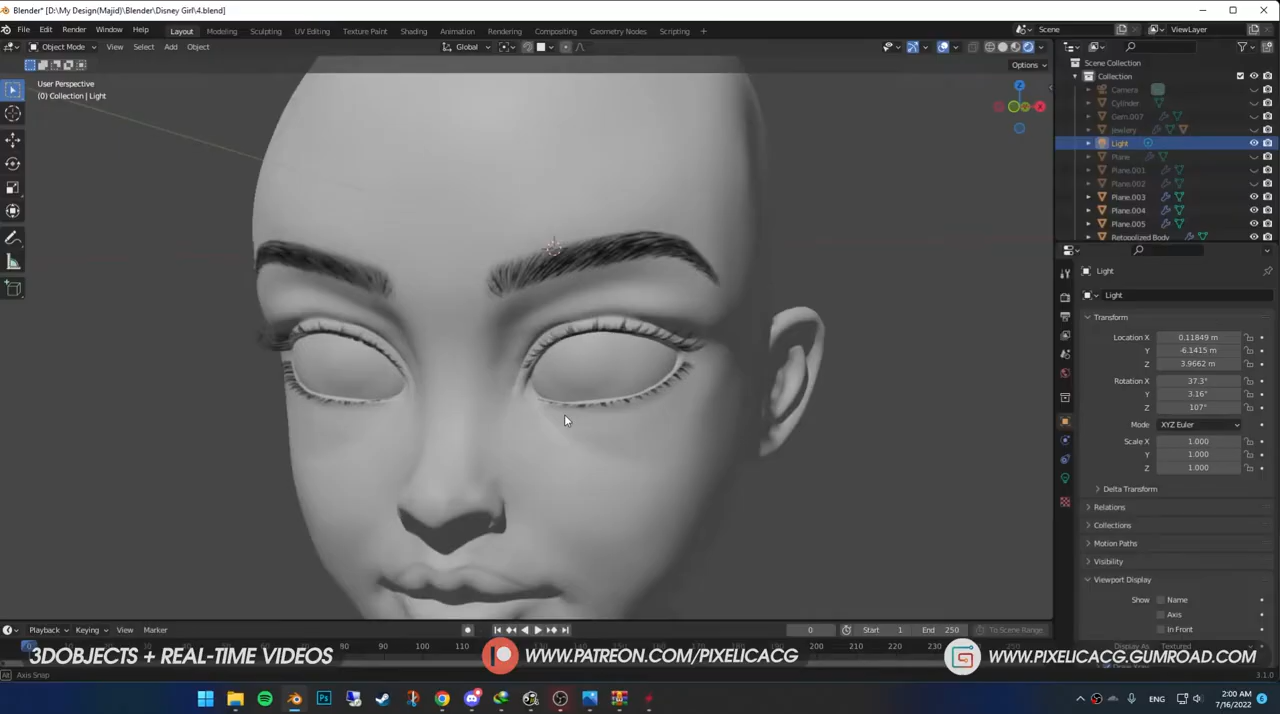 Blender* [D:\My Design(Majid)\Blender\Disney Girl\4.blend]
File Edit Render Window Help Layout Modeling Sculpting UV Editing Texture Paint Shading Animation Rendering Compositing Geometry Nodes Scripting + Scene ViewLayer
Object Mode View Select Add Object Global
Options
User Perspective
(0) Collection | Light
Z
X
Scene Collection
Collection
Camera
Cylinder
Gem.007
Jewlery
Light
Plane
Plane.001
Plane.002
Plane.003
Plane.004
Plane.005
Retopolized Body
Light
Light
Transform
Location X 0.11849 m
Y -6.1415 m
Z 3.9662 m
Rotation X 37.3°
Y 3.16°
Z 107°
Mode XYZ Euler
Scale X 1.000
Y 1.000
Z 1.000
Delta Transform
Relations
Collections
Motion Paths
Visibility
Viewport Display
Show Name
Axis
In Front
Playback Keying View Marker 0 Start 1 End 250 To Scene Range
3DOBJECTS + REAL-TIME VIDEOS WWW.PATREON.COM/PIXELICACG WWW.PIXELICACG.GUMROAD.COM
Axis Snap 3.1.0
ENG 2:00 AM
7/16/2022